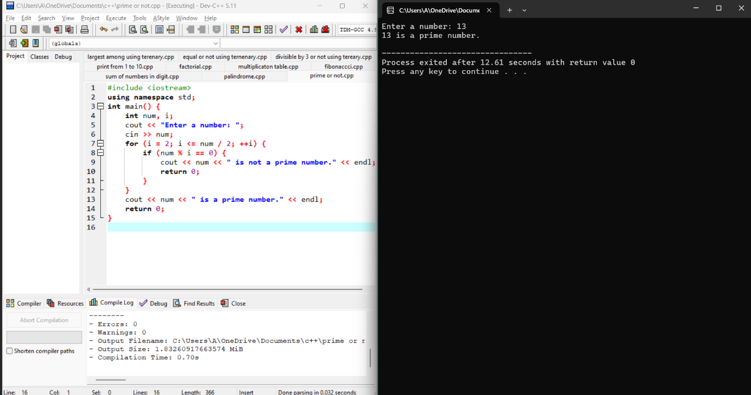 C:\Users\A\OneDrive\Documents\c++\prime or not.cpp - [Executing] - Dev-C++ 5.11
File Edit Search View Project Execute Tools AStyle Window Help
TDM-GCC 4.
(globals)
Project Classes Debug
largest among using terenary.cpp equal or not using temenary.cpp divisible by 3 or not using tereary.cpp
print from 1 to 10.cpp factorial.cpp multiplicaton table.cpp fibonacci.cpp
sum of numbers in digit.cpp palindrome.cpp prime or not.cpp
1 #include <iostream>
2 using namespace std;
3 int main() {
4 int num, i;
5 cout << "Enter a number: ";
6 cin >> num;
7 for (i = 2; i <= num / 2; ++i) {
8 if (num % i == 0) {
9 cout << num << " is not a prime number." << endl;
10 return 0;
11 }
12 }
13 cout << num << " is a prime number." << endl;
14 return 0;
15 }
16
Compiler Resources Compile Log Debug Find Results Close
Abort Compilation
Shorten compiler paths
--------
- Errors: 0
- Warnings: 0
- Output Filename: C:\Users\A\OneDrive\Documents\c++\prime or r
- Output Size: 1.83260917663574 MiB
- Compilation Time: 0.70s
Line: 16 Col: 1 Sel: 0 Lines: 16 Length: 366 Insert Done parsing in 0.032 seconds
C:\Users\A\OneDrive\Docume
Enter a number: 13
13 is a prime number.
--------------------------------
Process exited after 12.61 seconds with return value 0
Press any key to continue . . .